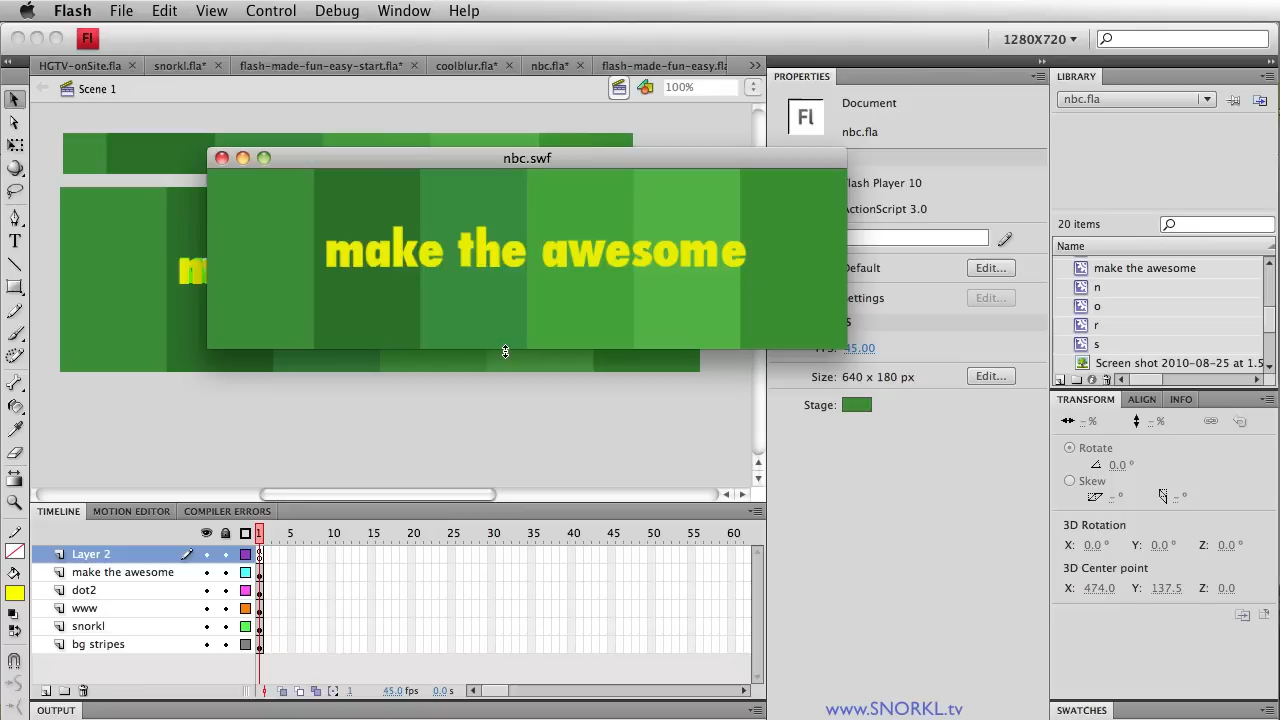 Flash File Edit View Control Debug Window Help
Fl 1280X720
HGTV-onSite.fla snorkl.fla* flash-made-fun-easy-start.fla* coolblur.fla* nbc.fla* flash-made-fun-easy.fla
Scene 1 100%
nbc.swf
make the awesome
m
PROPERTIES
Fl Document
nbc.fla
Flash Player 10
ActionScript 3.0
Default Edit...
ettings Edit...
S
FPS: 45.00
Size: 640 x 180 px Edit...
Stage:
LIBRARY
nbc.fla
20 items
Name
make the awesome
n
o
r
s
Screen shot 2010-08-25 at 1.5
TRANSFORM ALIGN INFO
- % - %
Rotate
0.0 °
Skew
- ° - °
3D Rotation
X: 0.0 ° Y: 0.0 ° Z: 0.0 °
3D Center point
X: 474.0 Y: 137.5 Z: 0.0
SWATCHES
TIMELINE MOTION EDITOR COMPILER ERRORS
1 5 10 15 20 25 30 35 40 45 50 55 60
Layer 2
make the awesome
dot2
www
snorkl
bg stripes
1 45.0 fps 0.0 s
OUTPUT
www.SNORKL.tv